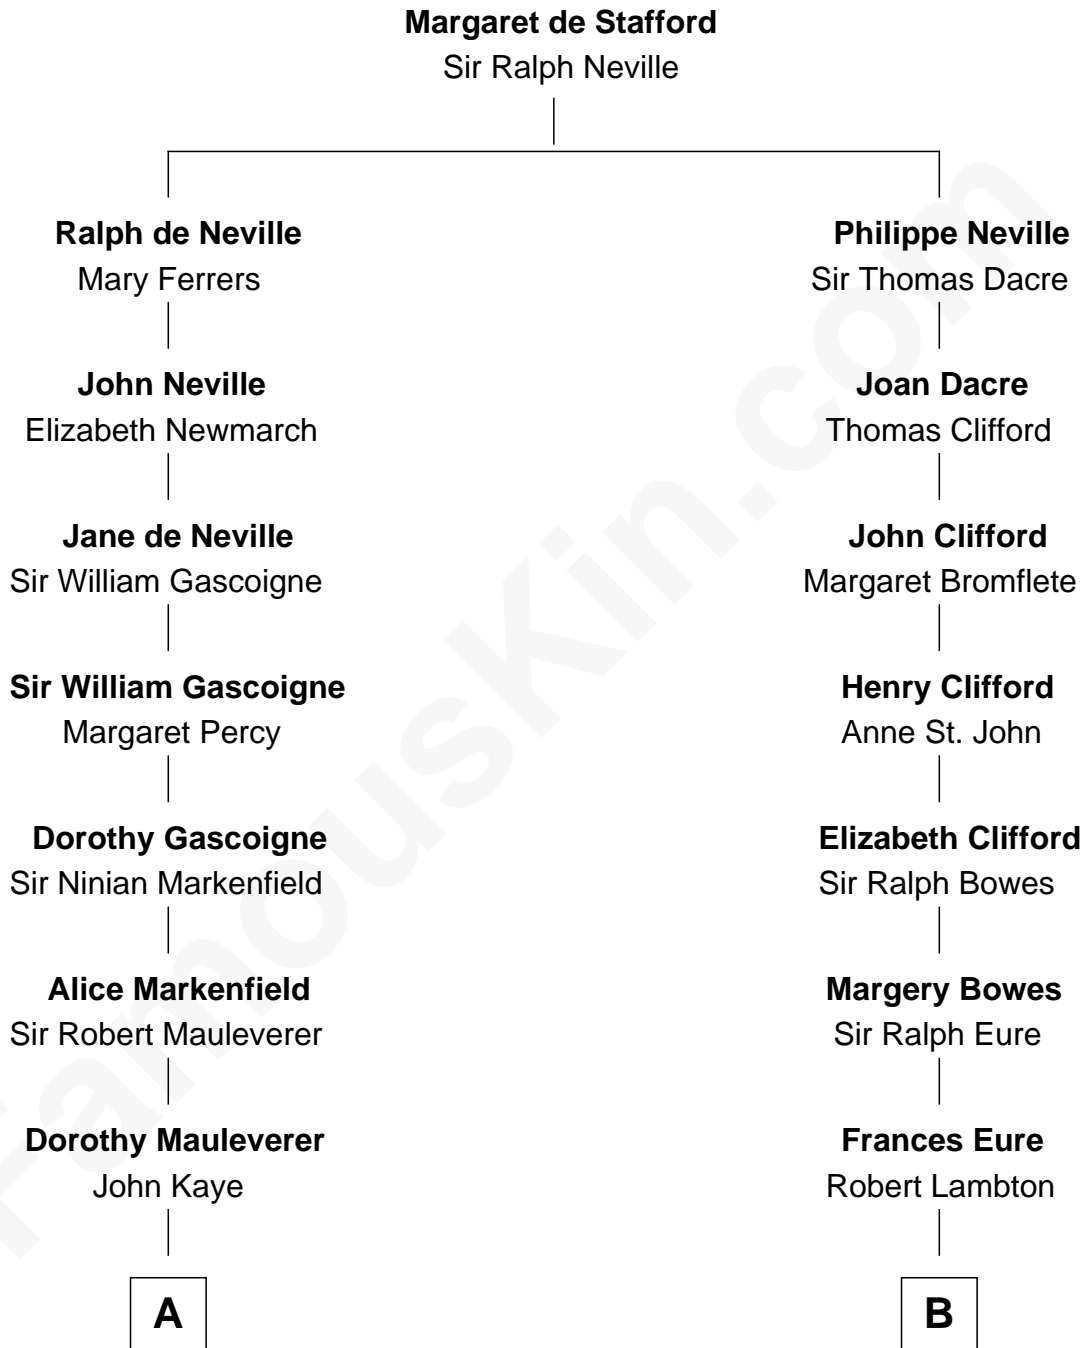 Margaret de Stafford
Sir Ralph Neville
Ralph de Neville
Mary Ferrers
Philippe Neville
Sir Thomas Dacre
John Neville
Elizabeth Newmarch
Joan Dacre
Thomas Clifford
Jane de Neville
Sir William Gascoigne
John Clifford
Margaret Bromflete
Sir William Gascoigne
Margaret Percy
Henry Clifford
Anne St. John
Dorothy Gascoigne
Sir Ninian Markenfield
Elizabeth Clifford
Sir Ralph Bowes
Alice Markenfield
Sir Robert Mauleverer
Margery Bowes
Sir Ralph Eure
Dorothy Mauleverer
John Kaye
Frances Eure
Robert Lambton
A
B
FamousKin.com